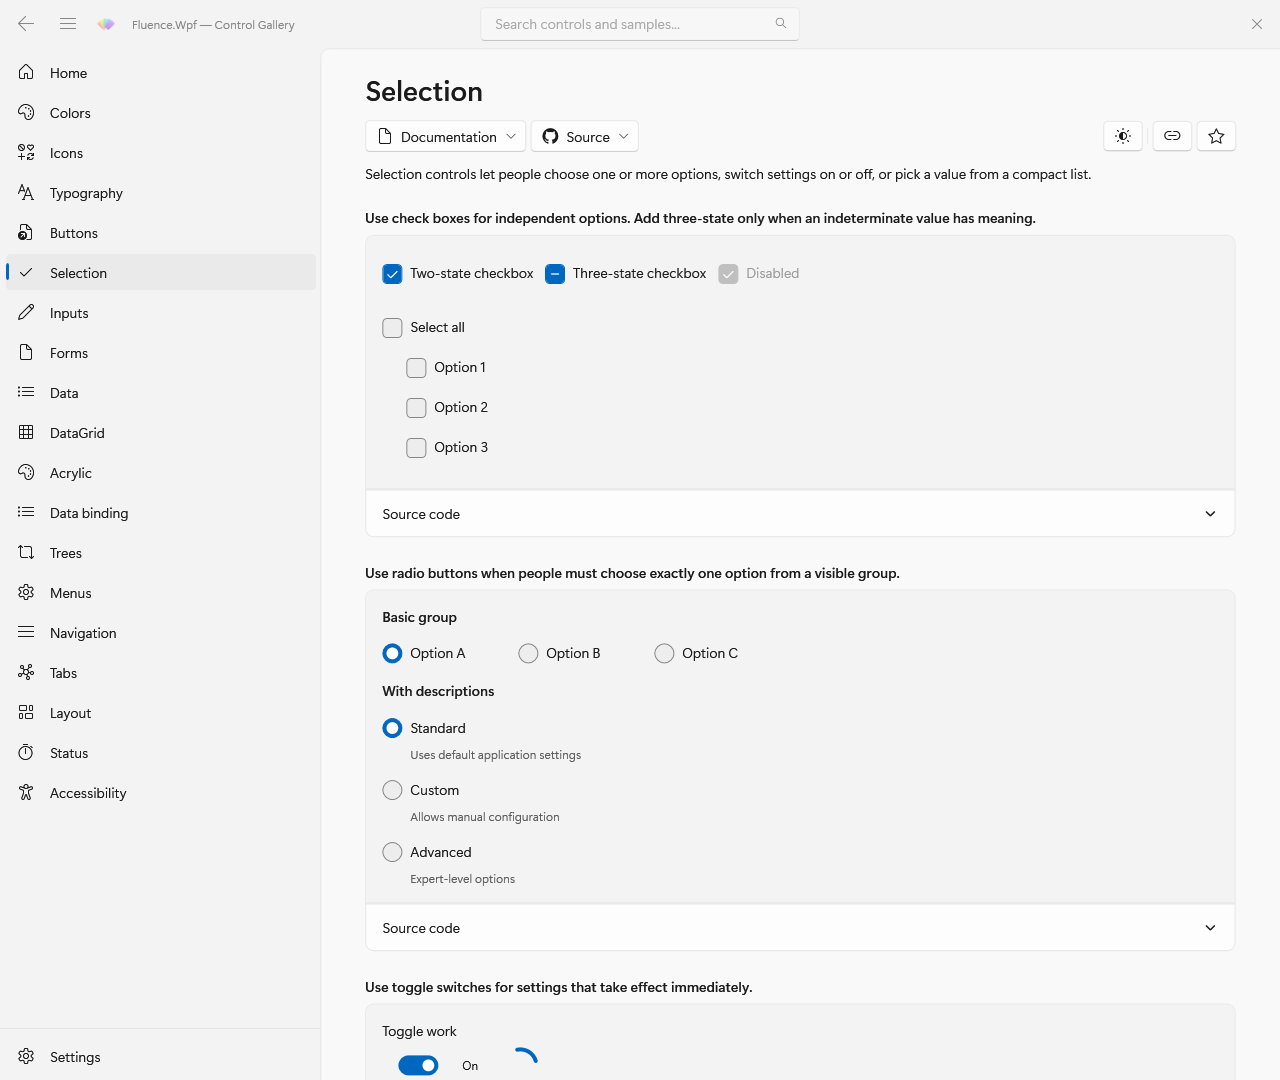 Fluence.Wpf — Control Gallery
Search controls and samples...
Home
Colors
Icons
Typography
Buttons
Selection
Inputs
Forms
Data
DataGrid
Acrylic
Data binding
Trees
Menus
Navigation
Tabs
Layout
Status
Accessibility
Settings
Selection
Documentation
Source
Selection controls let people choose one or more options, switch settings on or off, or pick a value from a compact list.
Use check boxes for independent options. Add three-state only when an indeterminate value has meaning.
Two-state checkbox
Three-state checkbox
Disabled
Select all
Option 1
Option 2
Option 3
Source code
Use radio buttons when people must choose exactly one option from a visible group.
Basic group
Option A
Option B
Option C
With descriptions
Standard
Uses default application settings
Custom
Allows manual configuration
Advanced
Expert-level options
Source code
Use toggle switches for settings that take effect immediately.
Toggle work
On